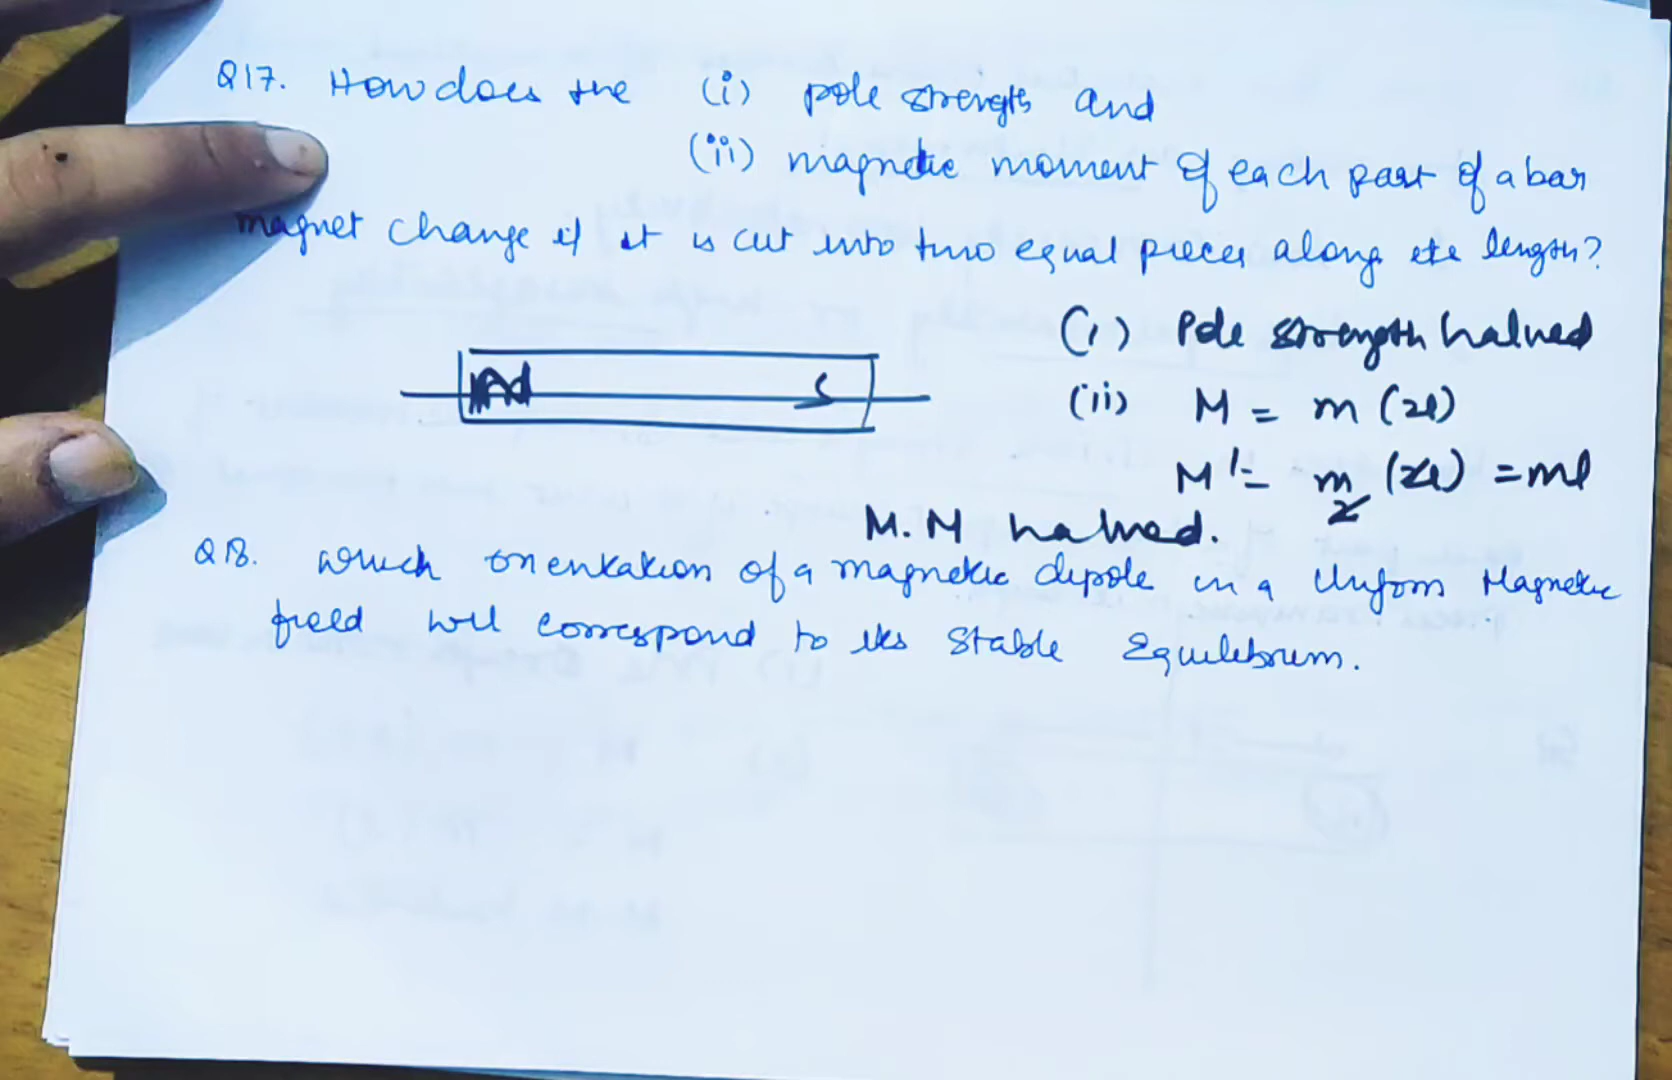 Q17. How does the (i) pole strength and
(ii) magnetic moment of each part of a bar
magnet change if it is cut into two equal pieces along its length?
(i) Pole strength halved
(ii) M = m (2l)
M' = m/2 (2l) = ml
M.M halved.
Q18. Which orientation of a magnetic dipole in a Uniform Magnetic
field will correspond to its stable Equilibrium.